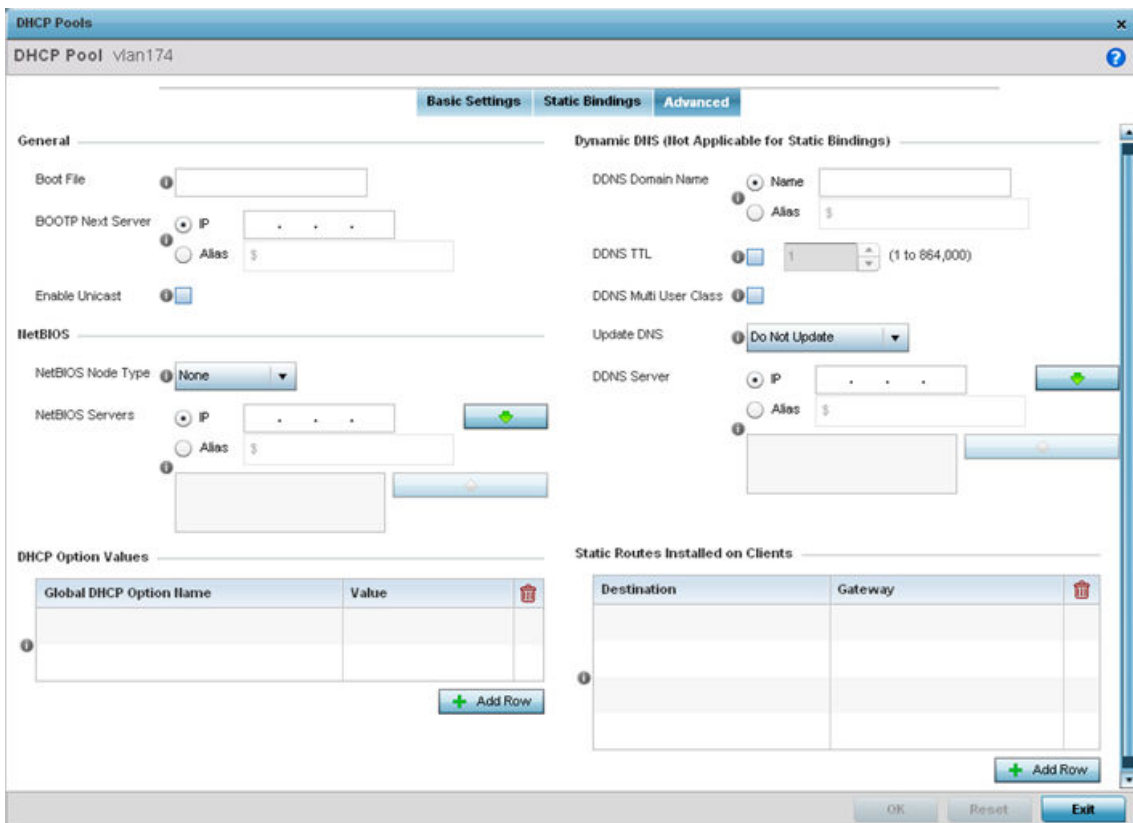 DHCP Pools
DHCP Pool vlan174
Basic Settings Static Bindings Advanced
General
Boot File
BOOTP Next Server IP . . .
Alias $
Enable Unicast
NetBIOS
NetBIOS Node Type None
NetBIOS Servers IP . . .
Alias $
DHCP Option Values
Global DHCP Option Name Value
Add Row
Dynamic DNS (Not Applicable for Static Bindings)
DDNS Domain Name Name
Alias $
DDNS TTL 1 (1 to 864,000)
DDNS Multi User Class
Update DNS Do Not Update
DDNS Server IP . . .
Alias $
Static Routes Installed on Clients
Destination Gateway
Add Row
OK Reset Exit